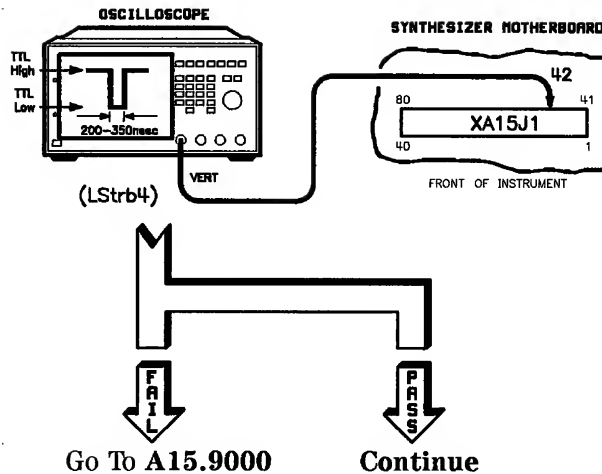 OSCILLOSCOPE
SYNTHESIZER MOTHERBOARD
TTL
High
TTL
Low
200-350nsec
42
80
41
XA15J1
40
1
VERT
(LStrb4)
FRONT OF INSTRUMENT
FAIL
PASS
Go To A15.9000
Continue